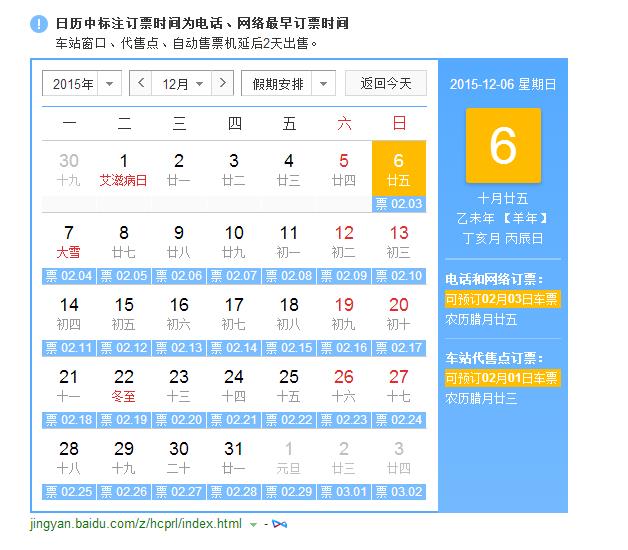 日历中标注订票时间为电话、网络最早订票时间
车站窗口、代售点、自动售票机延后2天出售。
2015年 12月 假期安排 返回今天
一 二 三 四 五 六 日
30 1 2 3 4 5 6
十九 艾滋病日 廿一 廿二 廿三 廿四 廿五
票 02.03
7 8 9 10 11 12 13
大雪 廿七 廿八 廿九 初一 初二 初三
票 02.04 票 02.05 票 02.06 票 02.07 票 02.08 票 02.09 票 02.10
14 15 16 17 18 19 20
初四 初五 初六 初七 初八 初九 初十
票 02.11 票 02.12 票 02.13 票 02.14 票 02.15 票 02.16 票 02.17
21 22 23 24 25 26 27
十一 冬至 十三 十四 十五 十六 十七
票 02.18 票 02.19 票 02.20 票 02.21 票 02.22 票 02.23 票 02.24
28 29 30 31 1 2 3
十八 十九 二十 廿一 元旦 廿三 廿四
票 02.25 票 02.26 票 02.27 票 02.28 票 02.29 票 03.01 票 03.02
2015-12-06 星期日
6
十月廿五
乙未年 【羊年】
丁亥月 丙辰日
电话和网络订票：
可预订02月03日车票
农历腊月廿五
车站代售点订票：
可预订02月01日车票
农历腊月廿三
jingyan.baidu.com/z/hcprl/index.html -